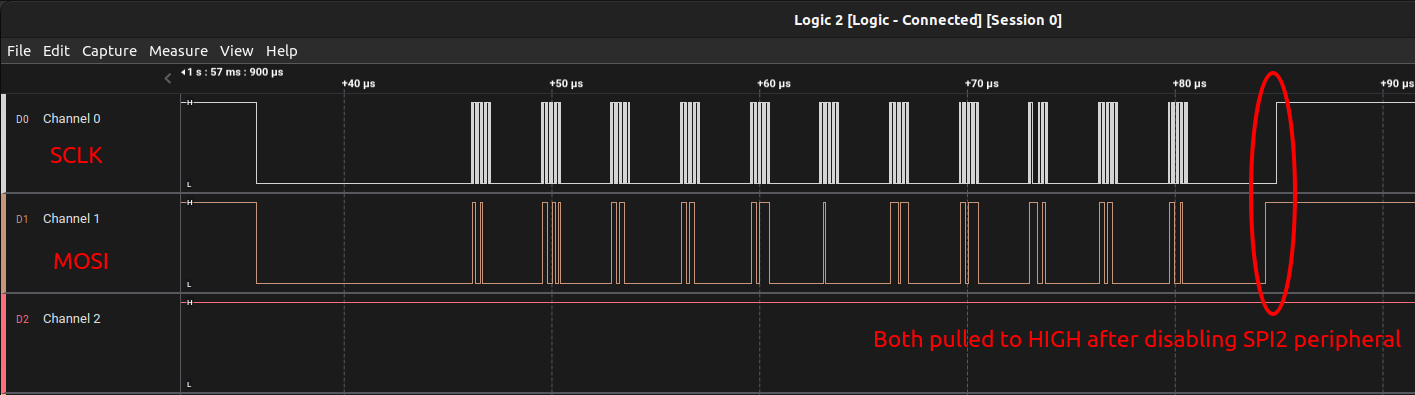 Logic 2 [Logic - Connected] [Session 0]
File Edit Capture Measure View Help
1 s : 57 ms : 900 µs
+40 µs +50 µs +60 µs +70 µs +80 µs +90 µs
D0 Channel 0 H
SCLK
L
D1 Channel 1 H
MOSI
L
D2 Channel 2 H
Both pulled to HIGH after disabling SPI2 peripheral
L